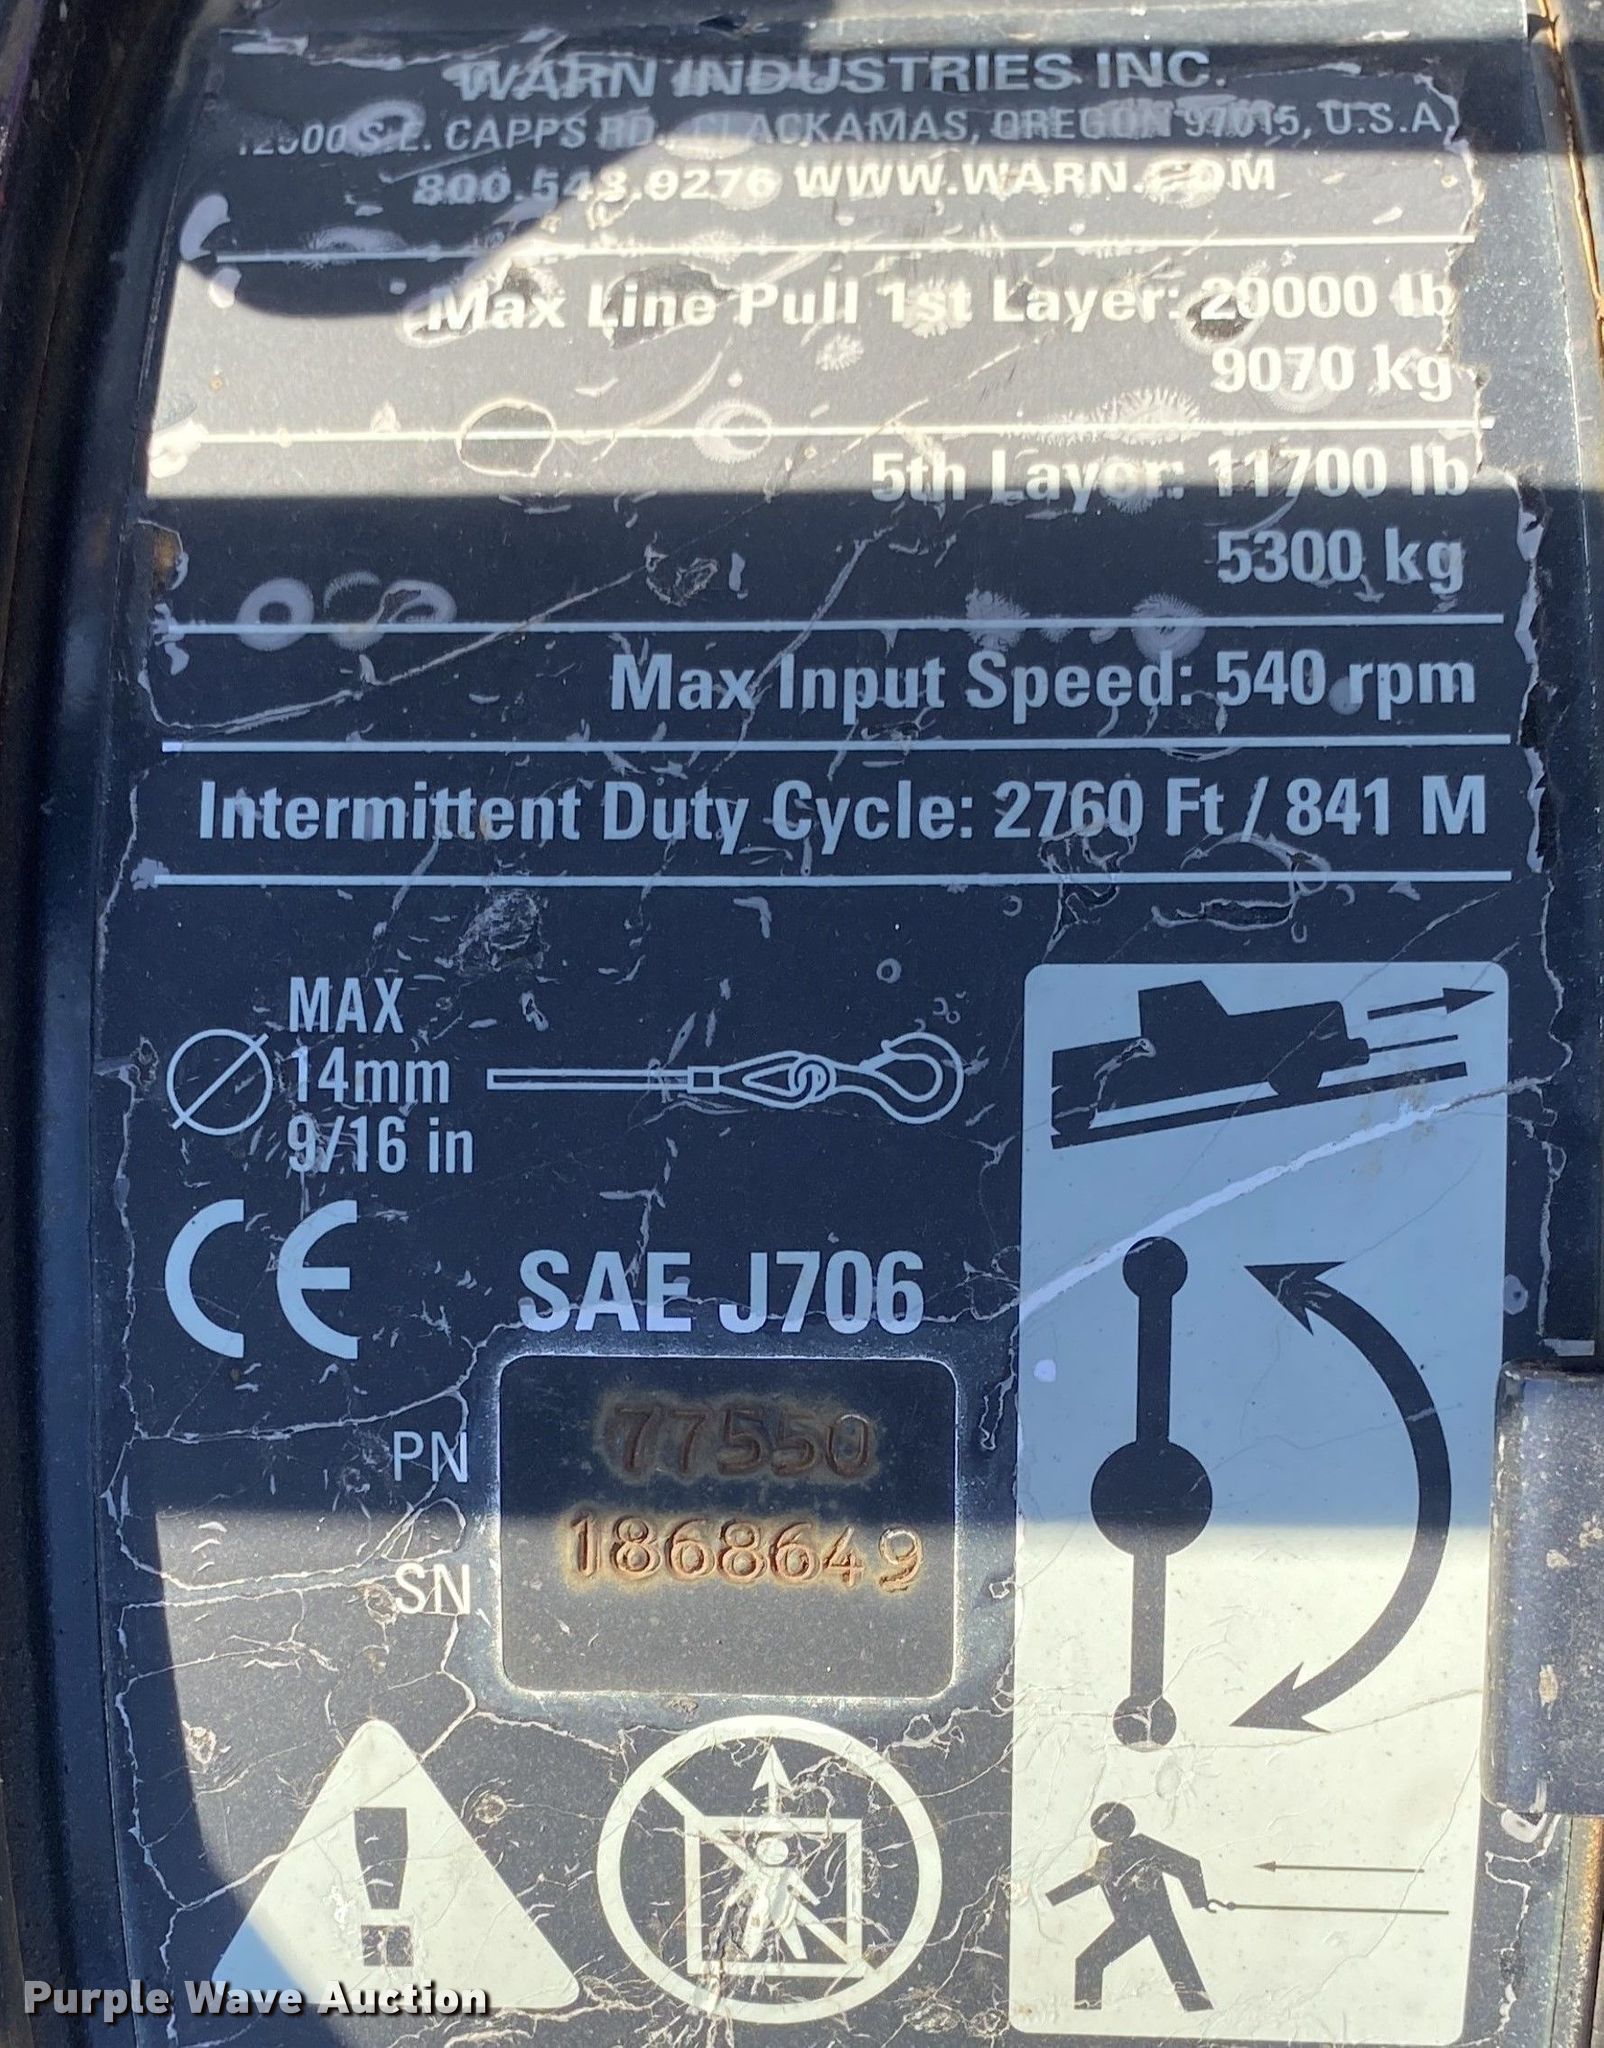 WARN INDUSTRIES INC.
12900 S.E. CAPPS RD., CLACKAMAS, OREGON 97015, U.S.A.
800.543.9276 WWW.WARN.COM
Max Line Pull 1st Layer: 20000 lb
9070 kg
5th Layer: 11700 lb
5300 kg
Max Input Speed: 540 rpm
Intermittent Duty Cycle: 2760 Ft / 841 M
MAX
14mm
9/16 in
CE
SAE J706
PN 77550
SN 1868649
Purple Wave Auction